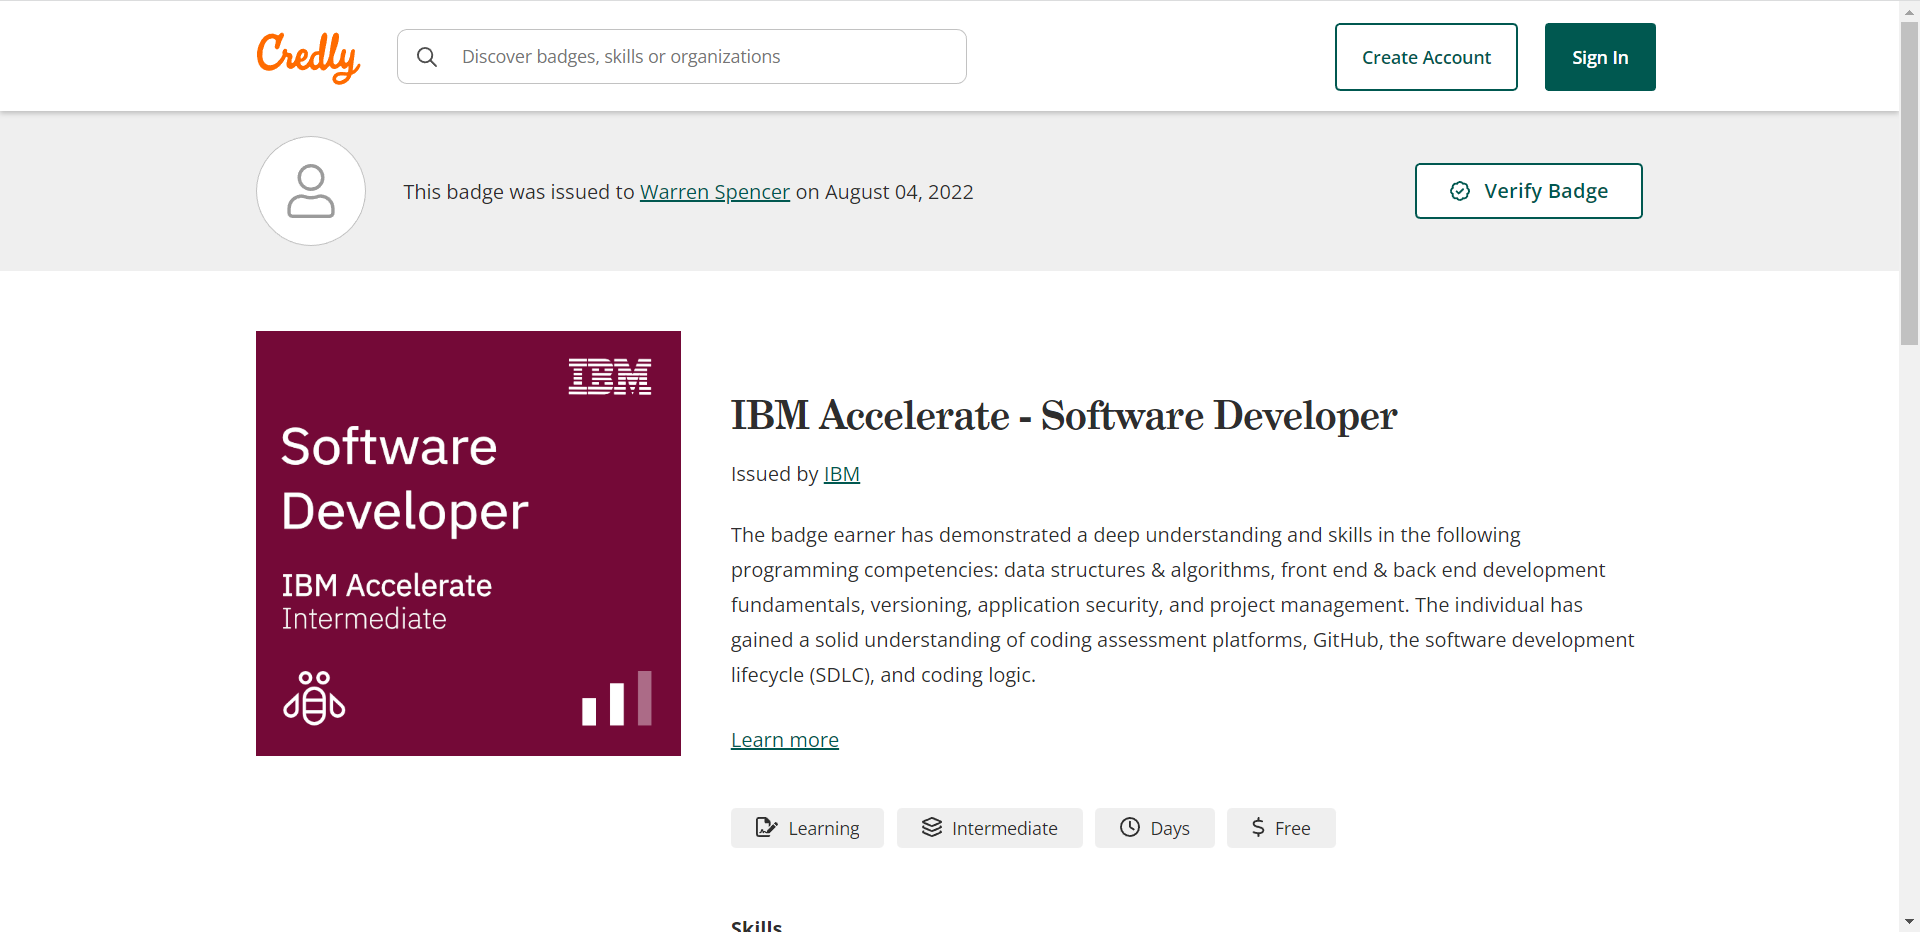 Credly
Discover badges, skills or organizations
Create Account
Sign In
This badge was issued to Warren Spencer on August 04, 2022
Verify Badge
IBM
Software
Developer
IBM Accelerate
Intermediate
IBM Accelerate - Software Developer
Issued by IBM
The badge earner has demonstrated a deep understanding and skills in the following
programming competencies: data structures & algorithms, front end & back end development
fundamentals, versioning, application security, and project management. The individual has
gained a solid understanding of coding assessment platforms, GitHub, the software development
lifecycle (SDLC), and coding logic.
Learn more
Learning
Intermediate
Days
$ Free
Skills